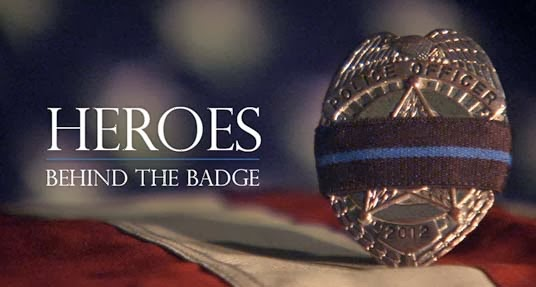 HEROES
BEHIND THE BADGE
POLICE OFFICER
2012